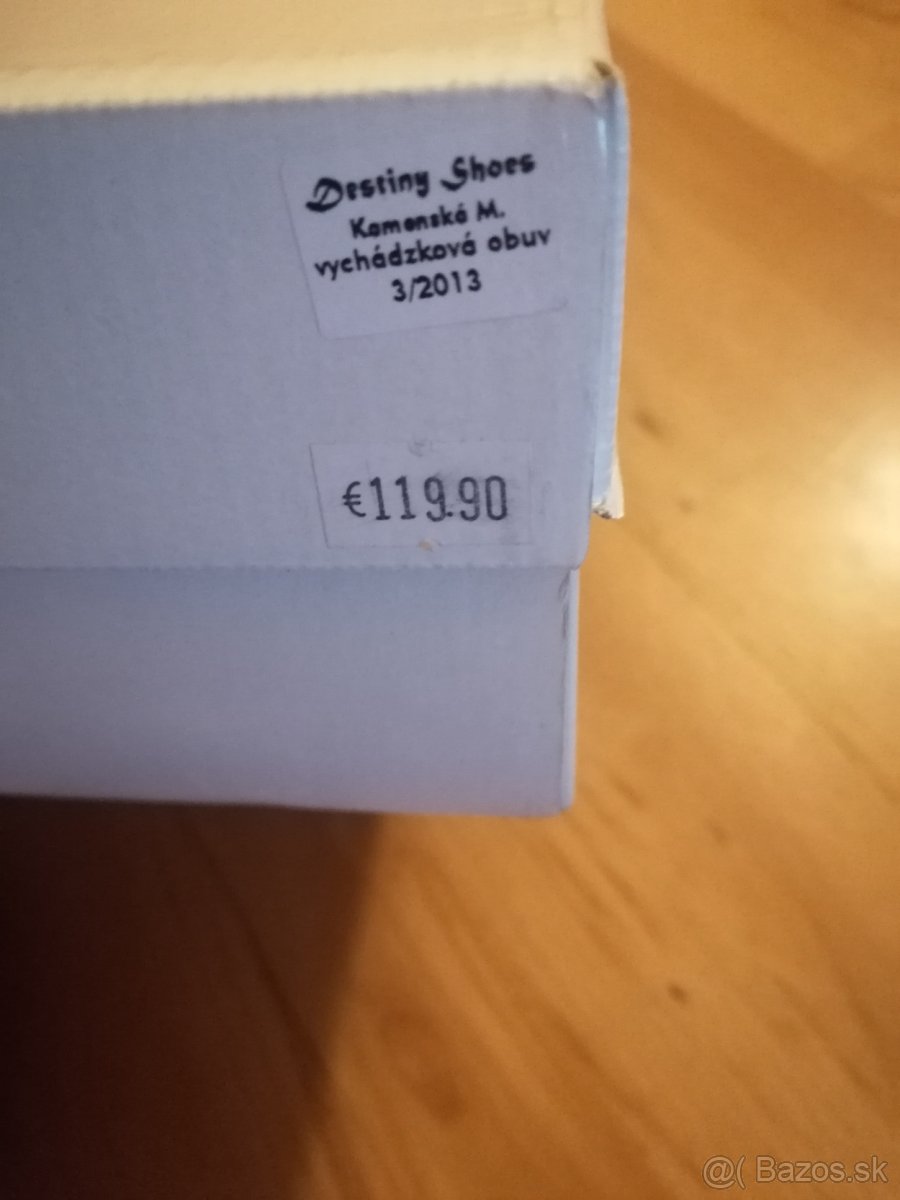 Destiny Shoes
Kamenská M.
vychádzková obuv
3/2013
€119.90
@( Bazos.sk